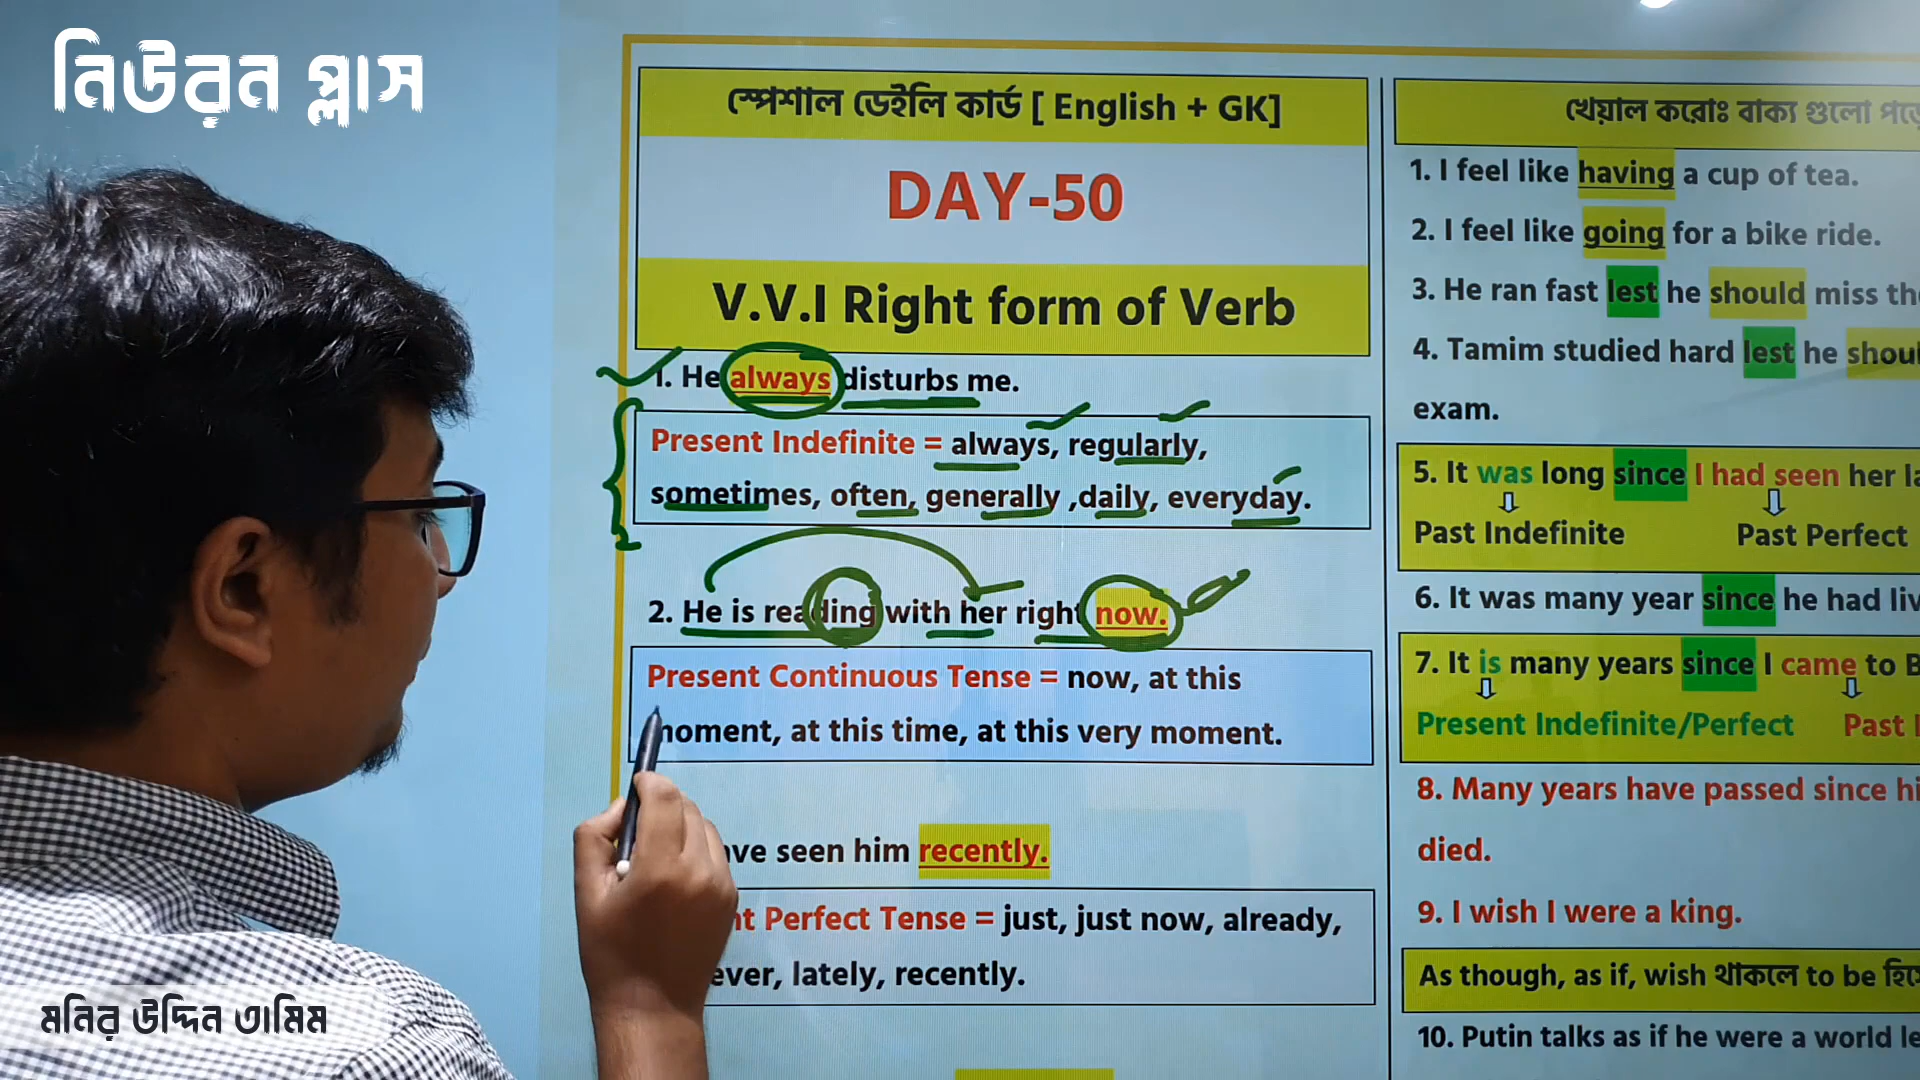 নিউরন প্লাস
স্পেশাল ডেইলি কার্ড [ English + GK]
DAY-50
V.V.I Right form of Verb
1. He always disturbs me.
Present Indefinite = always, regularly,
sometimes, often, generally ,daily, everyday.
2. He is reading with her right now.
Present Continuous Tense = now, at this
moment, at this time, at this very moment.
seen him recently.
Perfect Tense = just, just now, already,
ever, lately, recently.
খেয়াল করোঃ বাক্য গুলো
1. I feel like having a cup of tea.
2. I feel like going for a bike ride.
3. He ran fast lest he should miss
4. Tamim studied hard lest he
exam.
5. It was long since I had seen her
Past Indefinite Past Perfect
6. It was many year since he had
7. It is many years since I came to
Present Indefinite/Perfect Past
8. Many years have passed since
died.
9. I wish I were a king.
As though, as if, wish থাকলে to be
10. Putin talks as if he were a world
মনির উদ্দিন তামিম